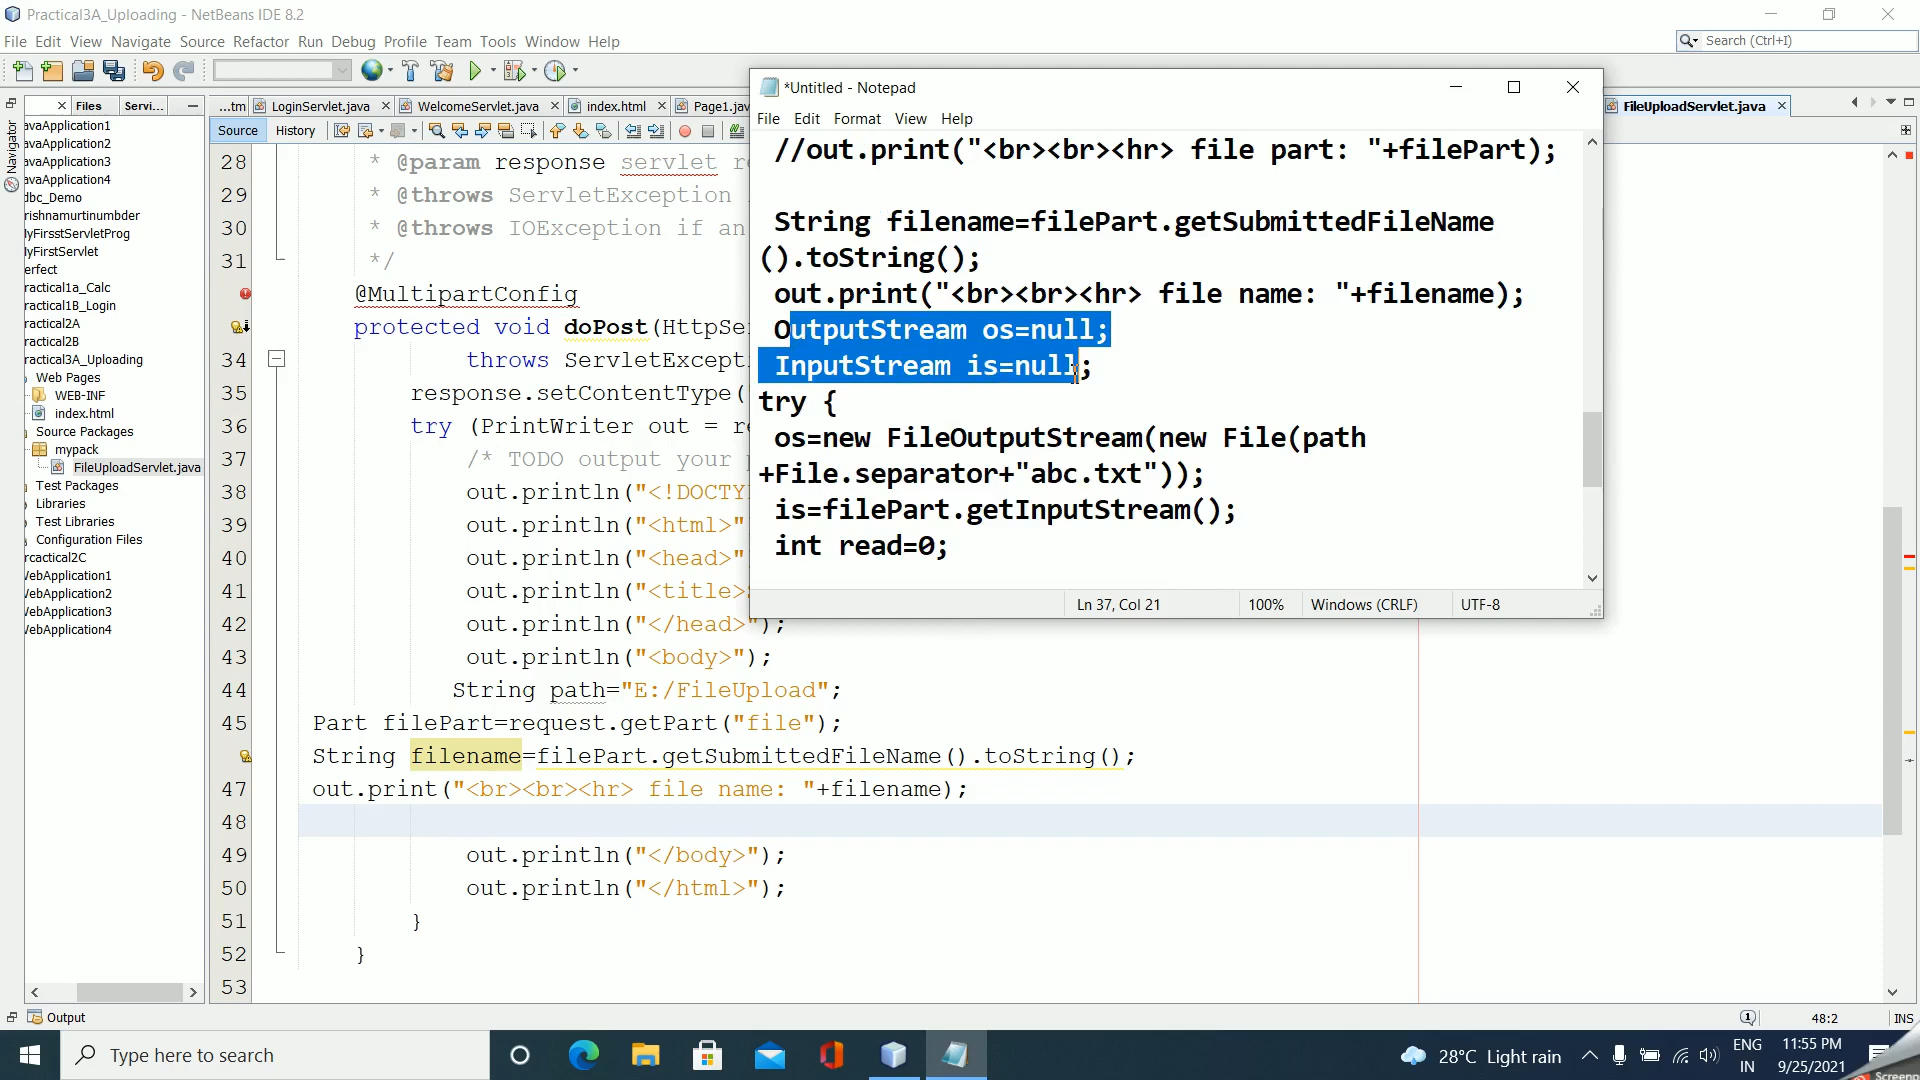 Practical3A_Uploading - NetBeans IDE 8.2
File Edit View Navigate Source Refactor Run Debug Profile Team Tools Window Help
Search (Ctrl+I)
Files
Servi...
...tm
LoginServlet.java
WelcomeServlet.java
index.html
Page1.jav
FileUploadServlet.java
Source
History
Navigator
avaApplication1
avaApplication2
avaApplication3
avaApplication4
dbc_Demo
rishnamurtinumbder
lyFirsstServletProg
lyFirstServlet
erfect
ractical1a_Calc
ractical1B_Login
ractical2A
ractical2B
ractical3A_Uploading
Web Pages
WEB-INF
index.html
Source Packages
mypack
FileUploadServlet.java
Test Packages
Libraries
Test Libraries
Configuration Files
rcactical2C
VebApplication1
VebApplication2
VebApplication3
VebApplication4
28 * @param response servlet re
29 * @throws ServletException
30 * @throws IOException if an
31 */
@MultipartConfig
protected void doPost(HttpSer
34 throws ServletExcepti
35 response.setContentType(
36 try (PrintWriter out = re
37 /* TODO output your
38 out.println("<!DOCTY
39 out.println("<html>"
40 out.println("<head>"
41 out.println("<title>
42 out.println("</head>");
43 out.println("<body>");
44 String path="E:/FileUpload";
45 Part filePart=request.getPart("file");
String filename=filePart.getSubmittedFileName().toString();
47 out.print("<br><br><hr> file name: "+filename);
48
49 out.println("</body>");
50 out.println("</html>");
51 }
52 }
53
*Untitled - Notepad
File Edit Format View Help
//out.print("<br><br><hr> file part: "+filePart);
String filename=filePart.getSubmittedFileName
().toString();
out.print("<br><br><hr> file name: "+filename);
OutputStream os=null;
InputStream is=null;
try {
os=new FileOutputStream(new File(path
+File.separator+"abc.txt"));
is=filePart.getInputStream();
int read=0;
Ln 37, Col 21
100%
Windows (CRLF)
UTF-8
Output
1
48:2
INS
Type here to search
28°C Light rain
ENG
IN
11:55 PM
9/25/2021